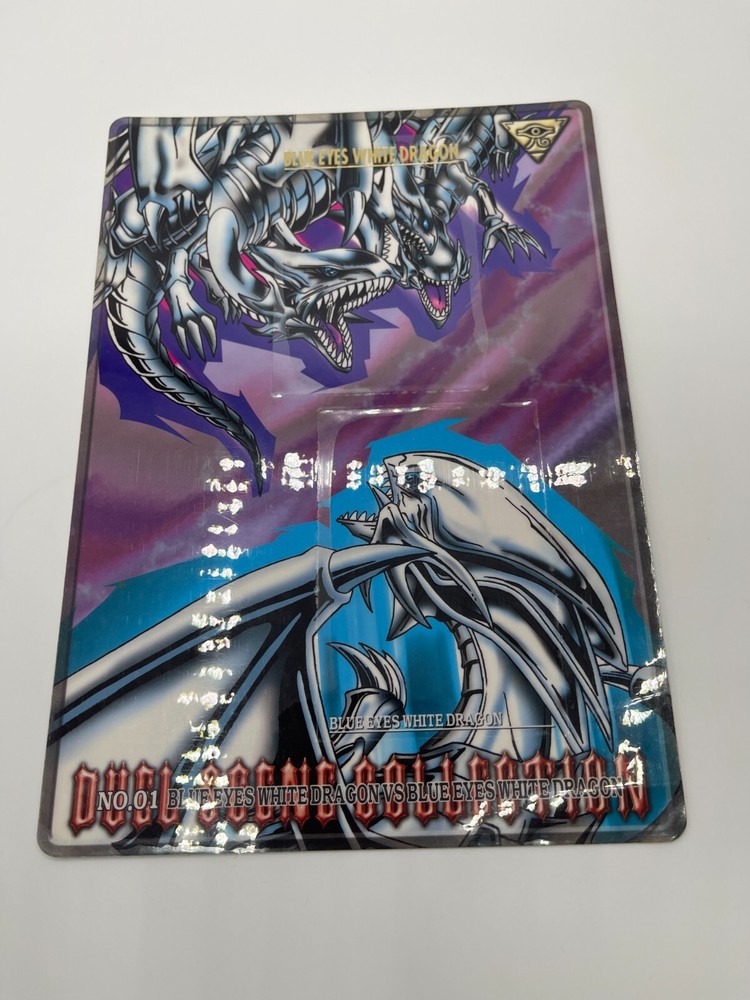 BLUE EYES WHITE DRAGON
BLUE EYES WHITE DRAGON
DUEL SCENE COLLECTION
NO.01 BLUE EYES WHITE DRAGON VS BLUE EYES WHITE DRAGON